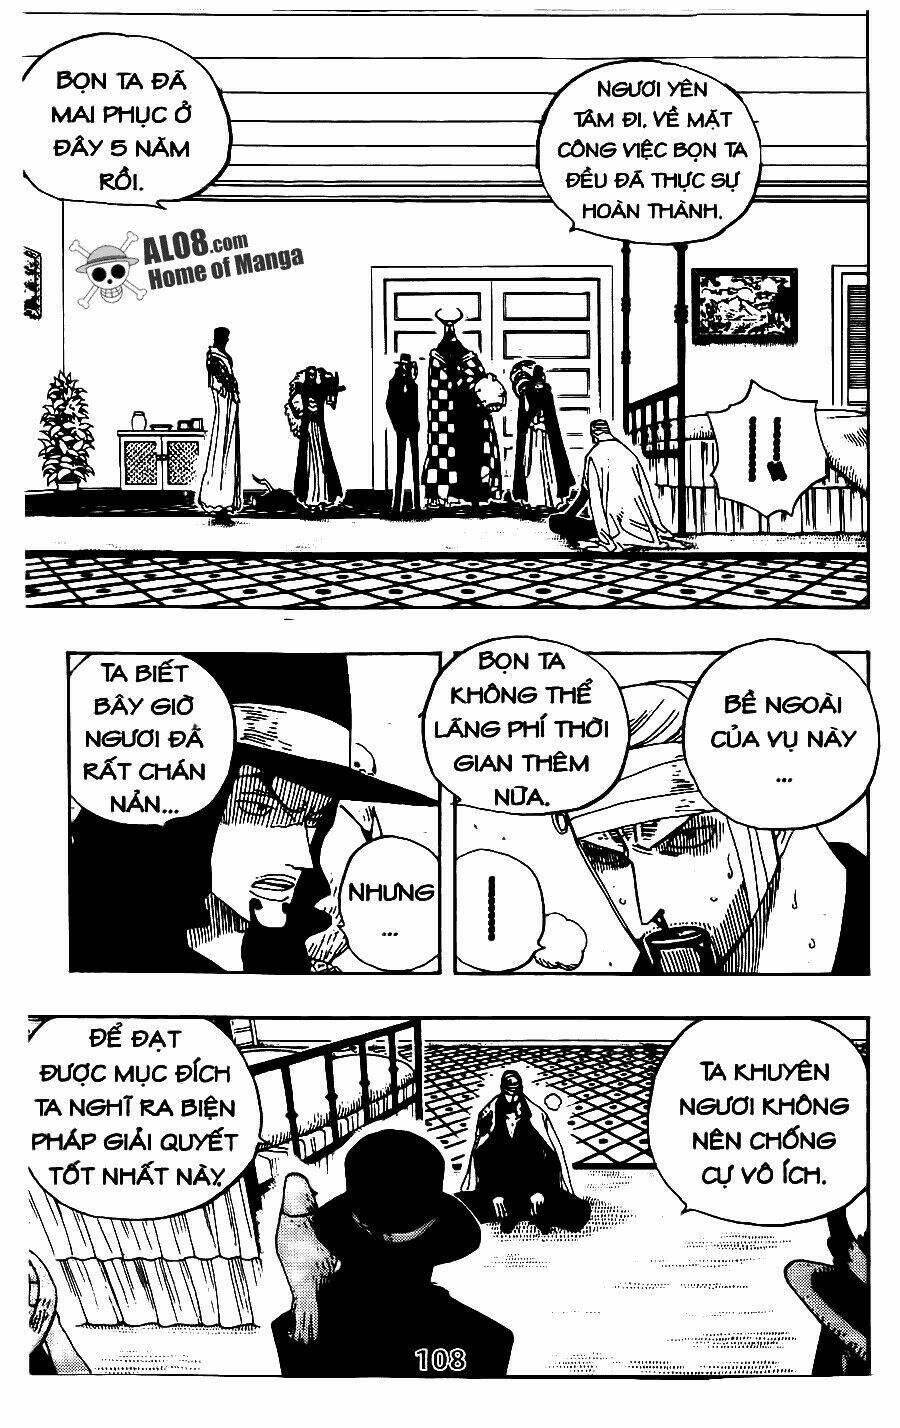 NGƯƠI YÊN
TÂM ĐI. VỀ MẶT
CÔNG VIỆC BỌN TA
ĐỀU ĐÃ THỰC SỰ
HOÀN THÀNH.
BỌN TA ĐÃ
MAI PHỤC Ở
ĐÂY 5 NĂM
RỒI.
AL08.com
Home of Manga
BỀ NGOÀI
CỦA VỤ NÀY
...
BỌN TA
KHÔNG THỂ
LÃNG PHÍ THỜI
GIAN THÊM
NỮA.
TA BIẾT
BÂY GIỜ
NGƯƠI ĐÃ
RẤT CHÁN
NẢN...
NHƯNG
...
TA KHUYÊN
NGƯƠI KHÔNG
NÊN CHỐNG
CỰ VÔ ÍCH.
ĐỂ ĐẠT
ĐƯỢC MỤC ĐÍCH
TA NGHĨ RA BIỆN
PHÁP GIẢI QUYẾT
TỐT NHẤT NÀY.
108